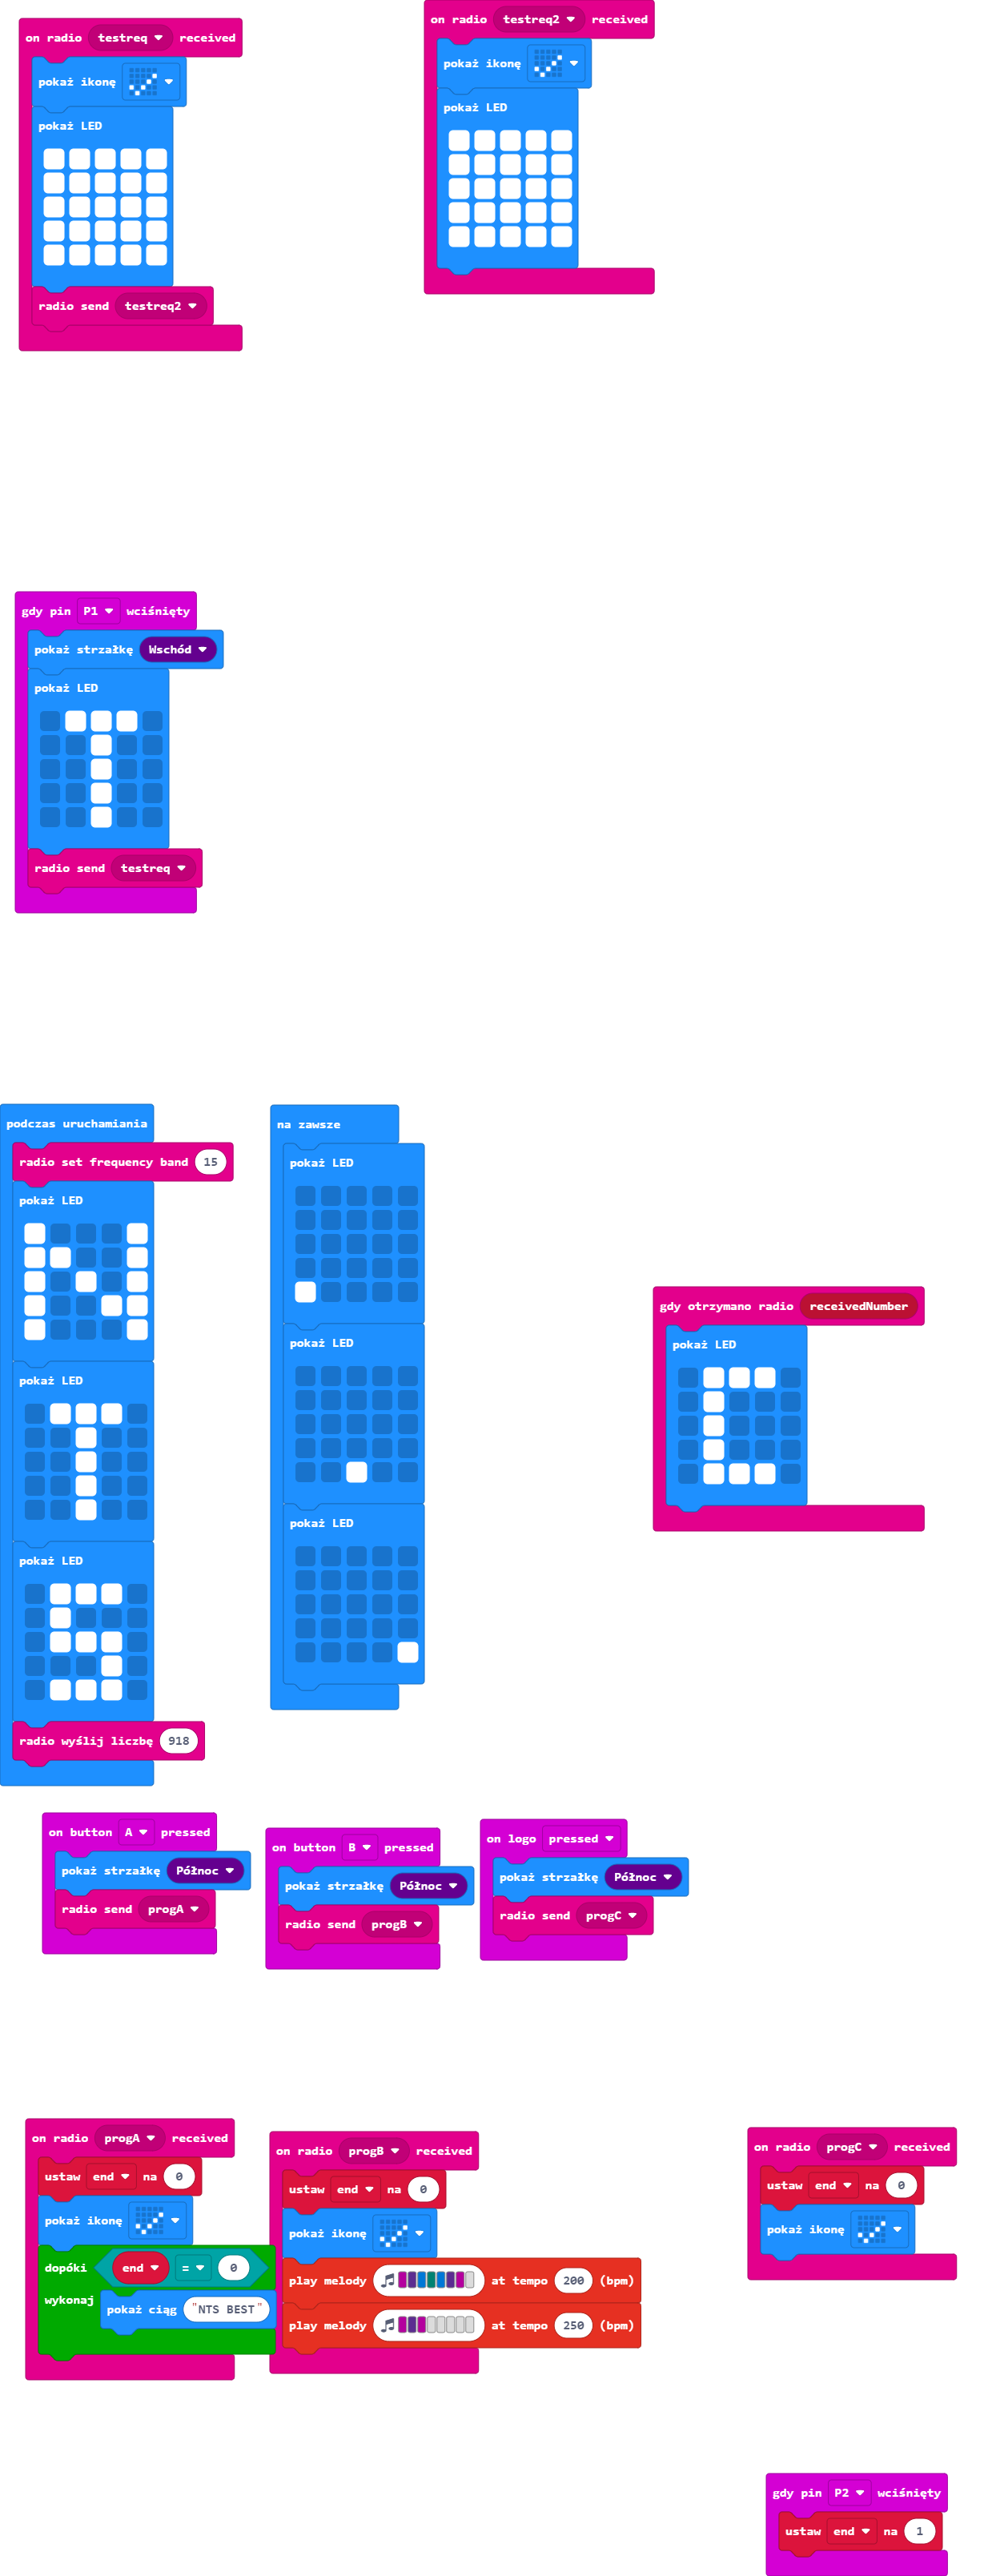 on radio testreq received
pokaż ikonę
pokaż LED
radio send testreq2
on radio testreq2 received
pokaż ikonę
pokaż LED
gdy pin P1 wciśnięty
pokaż strzałkę Wschód
pokaż LED
radio send testreq
podczas uruchamiania
radio set frequency band 15
pokaż LED
pokaż LED
pokaż LED
radio wyślij liczbę 918
na zawsze
pokaż LED
pokaż LED
pokaż LED
gdy otrzymano radio receivedNumber
pokaż LED
on button A pressed
pokaż strzałkę Północ
radio send progA
on button B pressed
pokaż strzałkę Północ
radio send progB
on logo pressed
pokaż strzałkę Północ
radio send progC
on radio progA received
ustaw end na 0
pokaż ikonę
dopóki end = 0
wykonaj pokaż ciąg "NTS BEST"
on radio progB received
ustaw end na 0
pokaż ikonę
play melody at tempo 200 (bpm)
play melody at tempo 250 (bpm)
on radio progC received
ustaw end na 0
pokaż ikonę
gdy pin P2 wciśnięty
ustaw end na 1